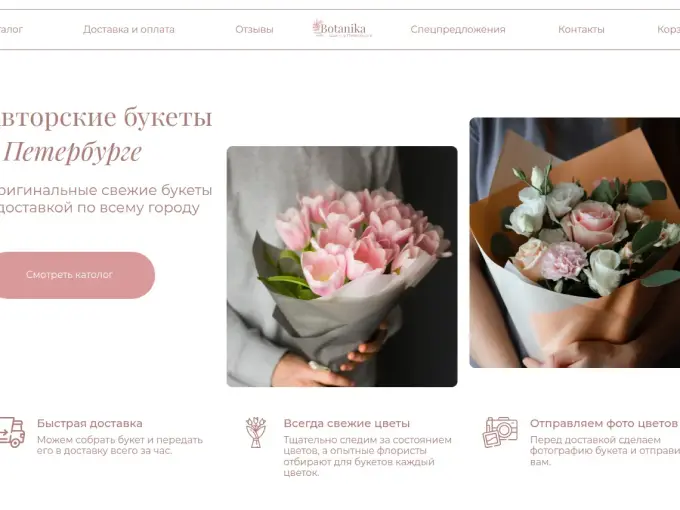 талог
Доставка и оплата
Отзывы
Botanika
Спецпредложения
Контакты
Корз
вторские букеты
Петербурге
ригинальные свежие букеты
доставкой по всему городу
Смотреть католог
Быстрая доставка
Можем собрать букет и передать
его в доставку всего за час.
Всегда свежие цветы
Тщательно следим за состоянием
цветов, а опытные флористы
отбирают для букетов каждый
цветок.
Отправляем фото цветов
Перед доставкой сделаем
фотографию букета и отправи
вам.